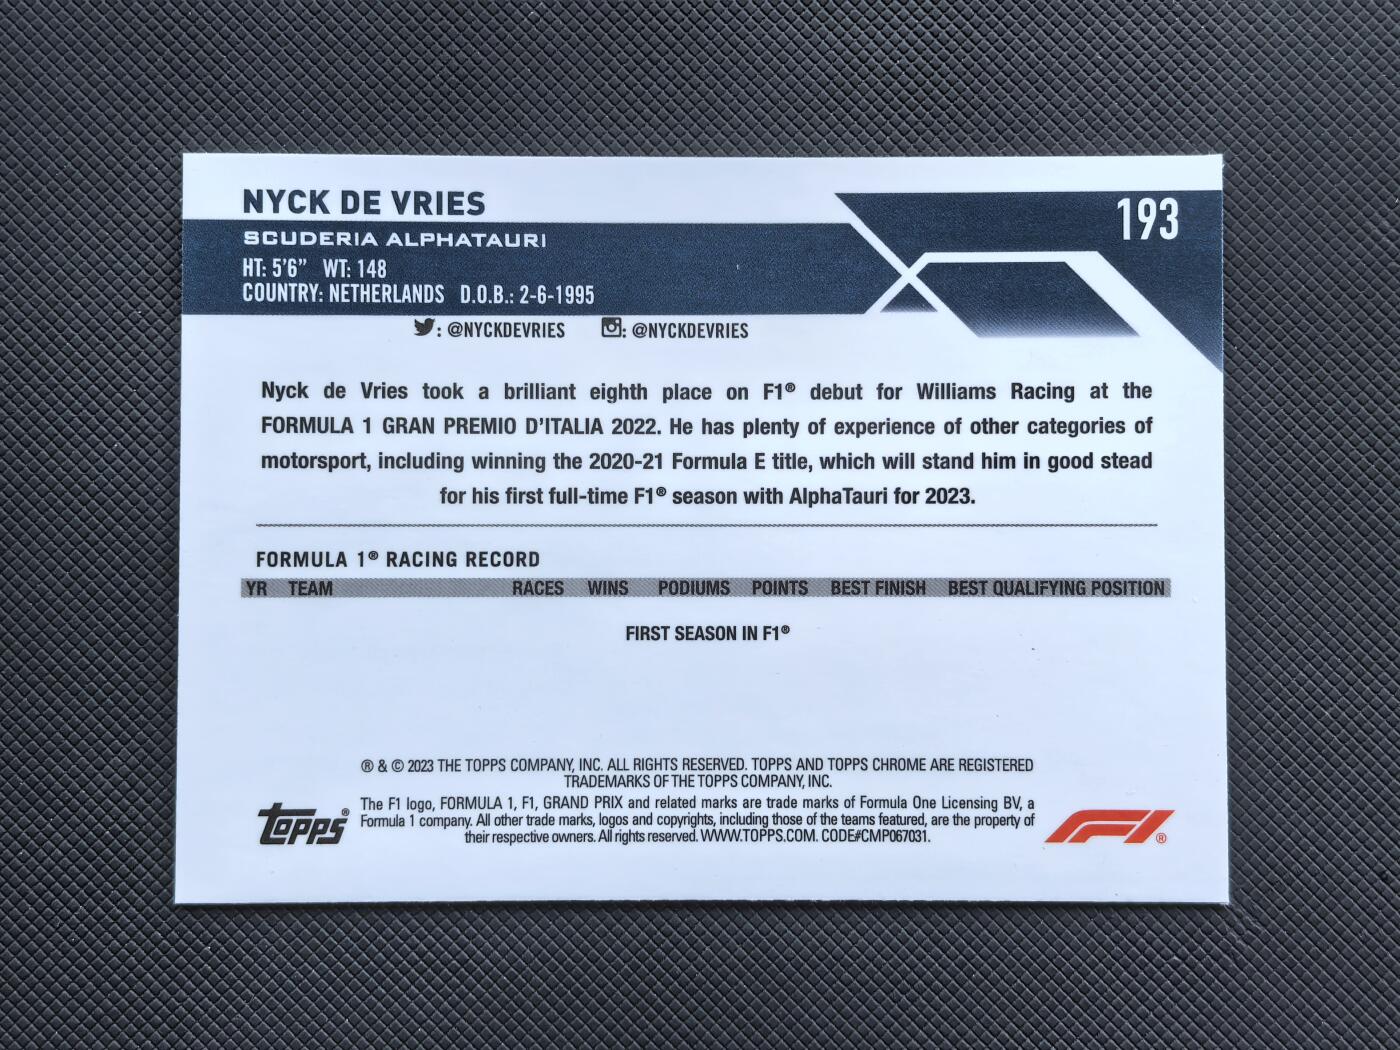 NYCK DE VRIES
193
SCUDERIA ALPHATAURI
HT: 5'6" WT: 148
COUNTRY: NETHERLANDS D.O.B.: 2-6-1995
: @NYCKDEVRIES : @NYCKDEVRIES
Nyck de Vries took a brilliant eighth place on F1® debut for Williams Racing at the
FORMULA 1 GRAN PREMIO D'ITALIA 2022. He has plenty of experience of other categories of
motorsport, including winning the 2020-21 Formula E title, which will stand him in good stead
for his first full-time F1® season with AlphaTauri for 2023.
FORMULA 1® RACING RECORD
YR TEAM RACES WINS PODIUMS POINTS BEST FINISH BEST QUALIFYING POSITION
FIRST SEASON IN F1®
® & © 2023 THE TOPPS COMPANY, INC. ALL RIGHTS RESERVED. TOPPS AND TOPPS CHROME ARE REGISTERED
TRADEMARKS OF THE TOPPS COMPANY, INC.
Topps®
The F1 logo, FORMULA 1, F1, GRAND PRIX and related marks are trade marks of Formula One Licensing BV, a
Formula 1 company. All other trade marks, logos and copyrights, including those of the teams featured, are the property of
their respective owners. All rights reserved. WWW.TOPPS.COM. CODE#CMP067031.
F1®